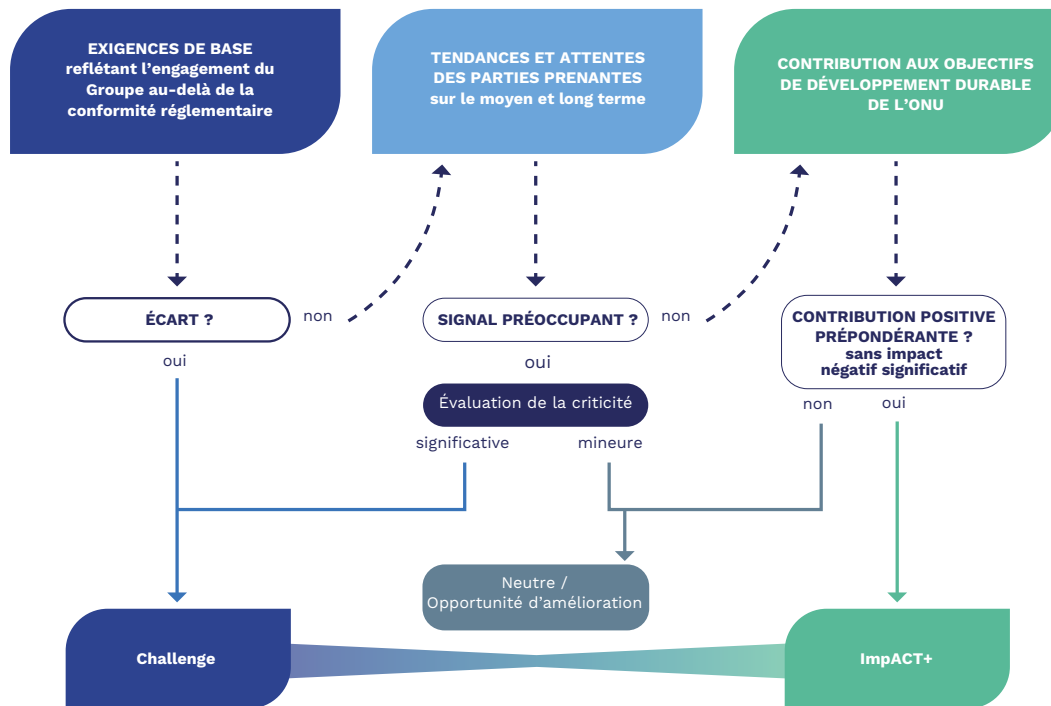 EXIGENCES DE BASE
reflétant l'engagement du
Groupe au-delà de la
conformité réglementaire
TENDANCES ET ATTENTES
DES PARTIES PRENANTES
sur le moyen et long terme
CONTRIBUTION AUX OBJECTIFS
DE DÉVELOPPEMENT DURABLE
DE L'ONU
ÉCART ?
non
oui
SIGNAL PRÉOCCUPANT ?
non
oui
Évaluation de la criticité
significative
mineure
CONTRIBUTION POSITIVE
PRÉPONDÉRANTE ?
sans impact
négatif significatif
non
oui
Neutre /
Opportunité d'amélioration
Challenge
ImpACT+